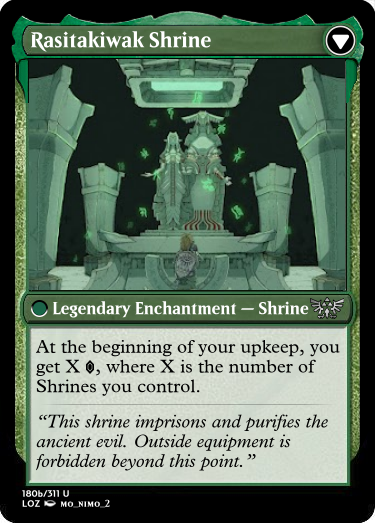 Rasitakiwak Shrine
Legendary Enchantment — Shrine
At the beginning of your upkeep, you
get X , where X is the number of
Shrines you control.
“This shrine imprisons and purifies the
ancient evil. Outside equipment is
forbidden beyond this point.”
180b/311 U
LOZ MO_NIMO_2